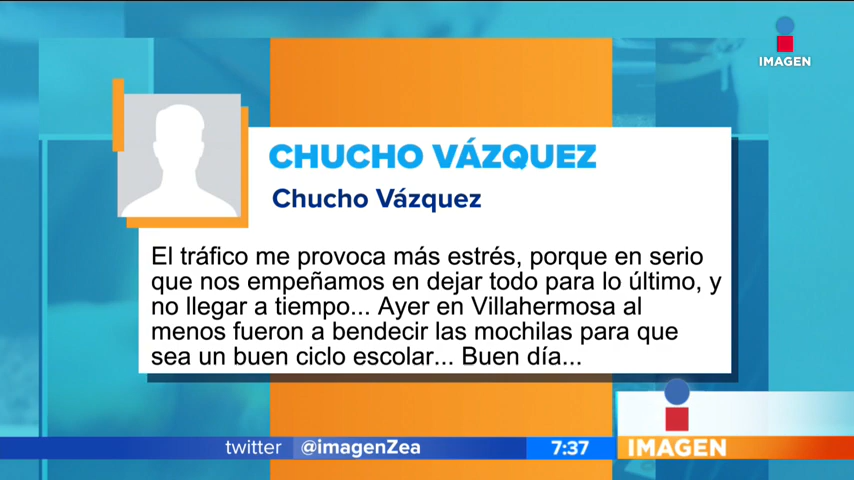 IMAGEN
CHUCHO VÁZQUEZ
Chucho Vázquez
El tráfico me provoca más estrés, porque en serio
que nos empeñamos en dejar todo para lo último, y
no llegar a tiempo... Ayer en Villahermosa al
menos fueron a bendecir las mochilas para que
sea un buen ciclo escolar... Buen día...
twitter @imagenZea 7:37 IMAGEN